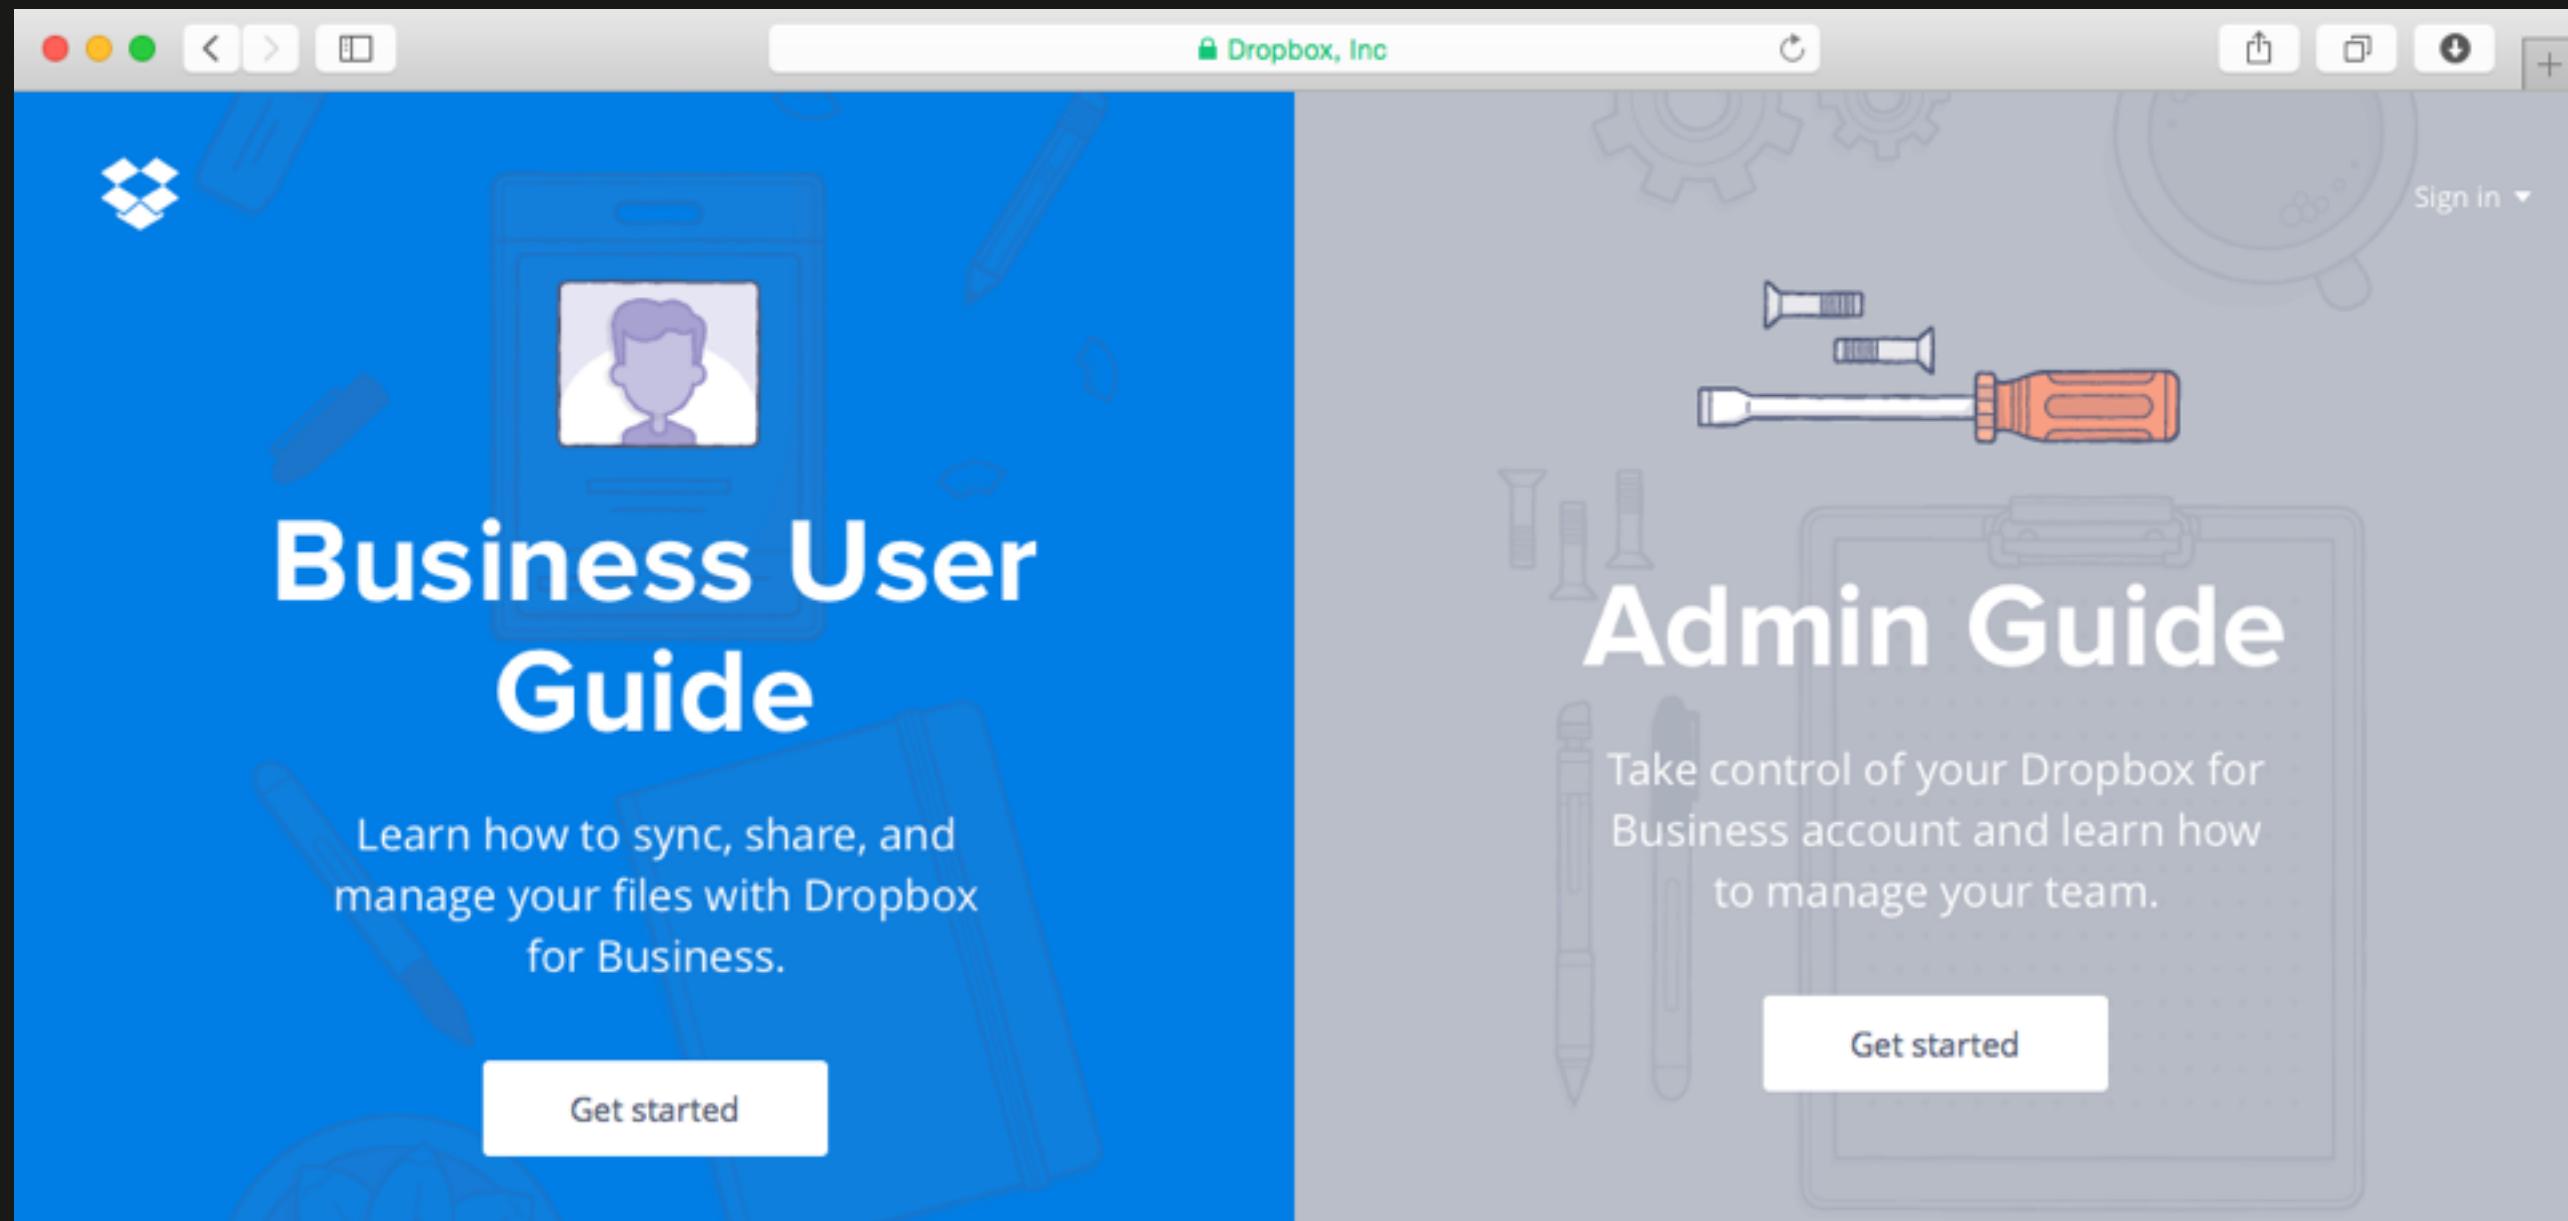 Dropbox, Inc
Sign in
Business User
Guide
Learn how to sync, share, and
manage your files with Dropbox
for Business.
Get started
Admin Guide
Take control of your Dropbox for
Business account and learn how
to manage your team.
Get started